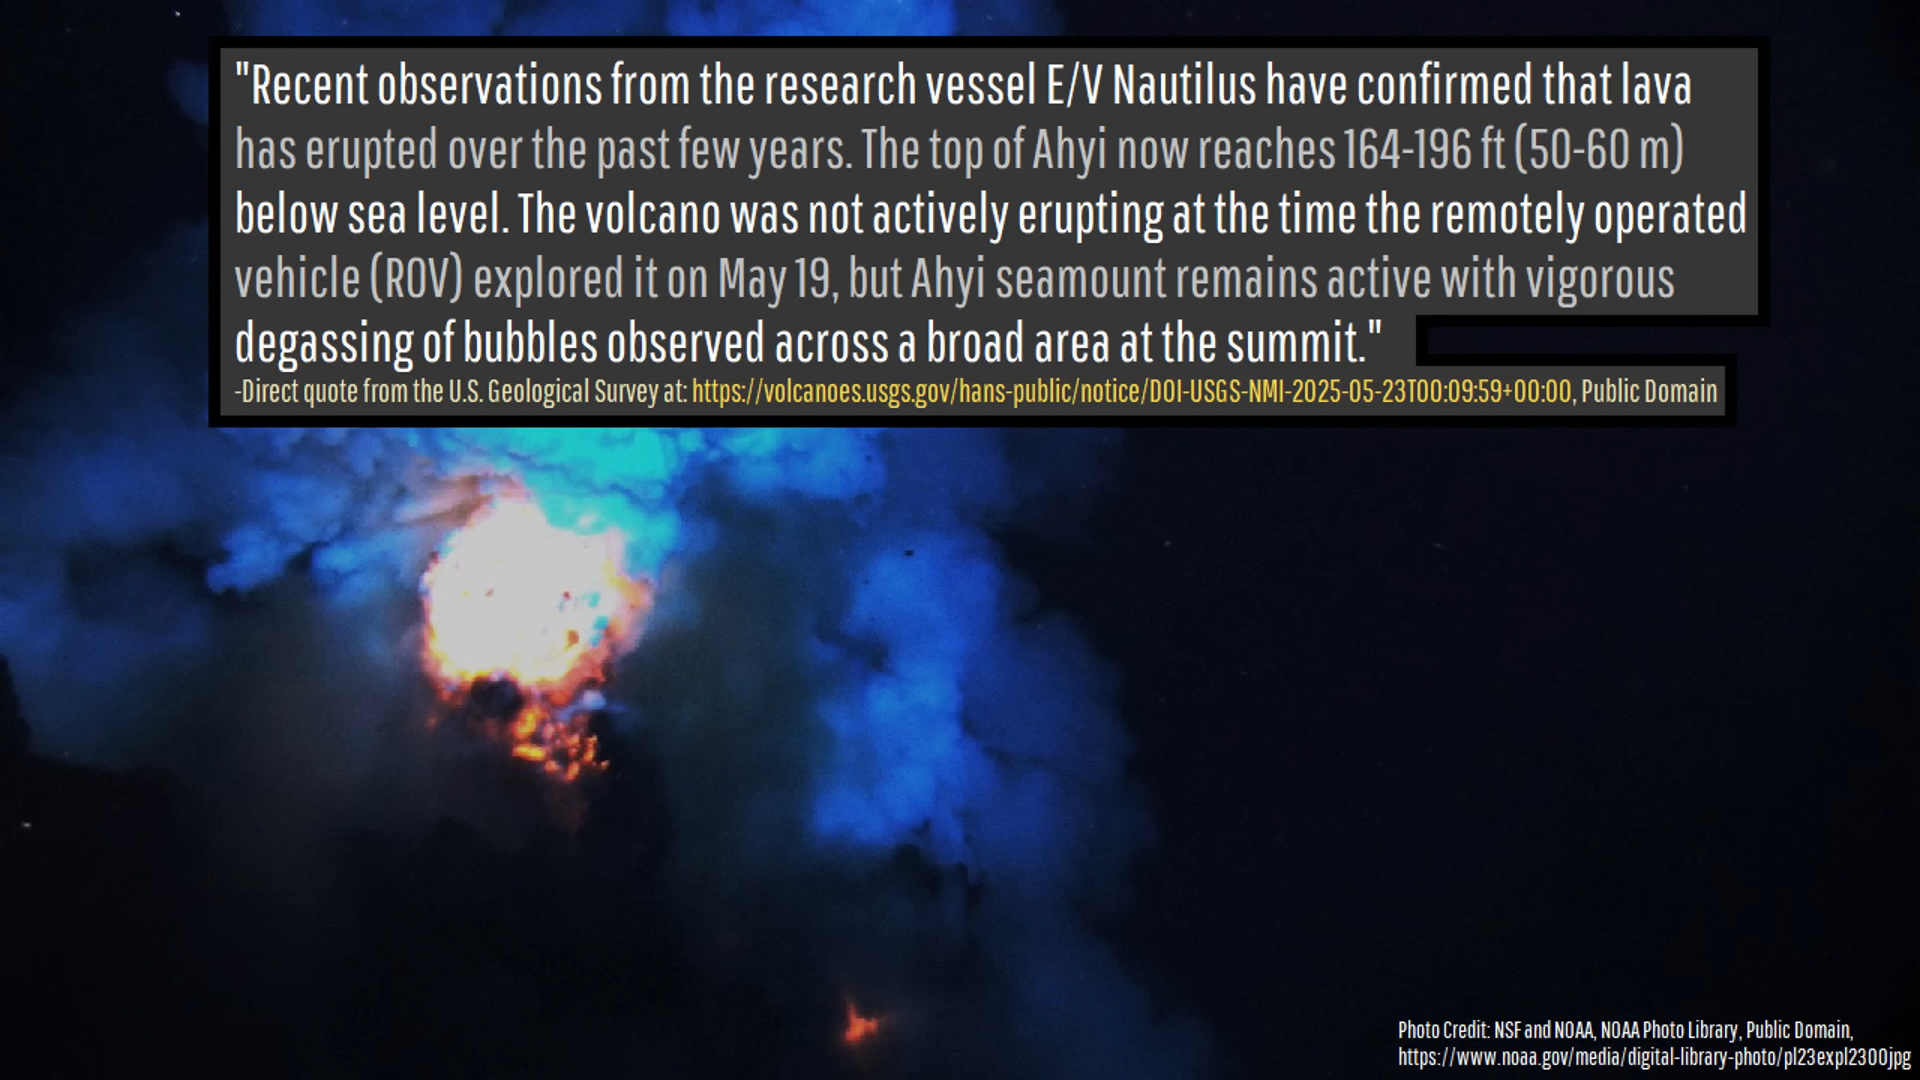 "Recent observations from the research vessel E/V Nautilus have confirmed that lava
has erupted over the past few years. The top of Ahyi now reaches 164-196 ft (50-60 m)
below sea level. The volcano was not actively erupting at the time the remotely operated
vehicle (ROV) explored it on May 19, but Ahyi seamount remains active with vigorous
degassing of bubbles observed across a broad area at the summit."
-Direct quote from the U.S. Geological Survey at: https://volcanoes.usgs.gov/hans-public/notice/DOI-USGS-NMI-2025-05-23T00:09:59+00:00, Public Domain
Photo Credit: NSF and NOAA, NOAA Photo Library, Public Domain,
https://www.noaa.gov/media/digital-library-photo/pl23expl2300jpg